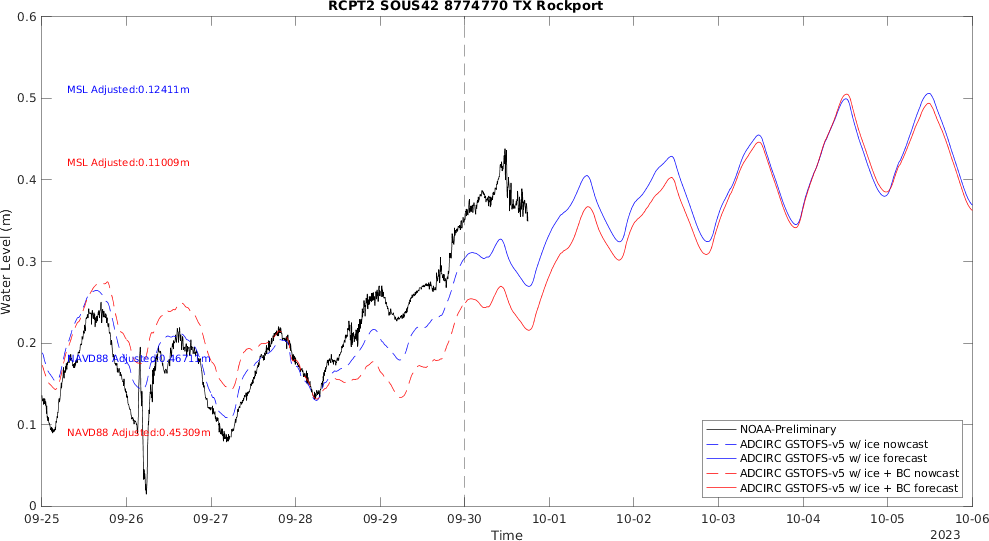 RCPT2 SOUS42 8774770 TX Rockport
0.6
0.5
0.4
0.3
0.2
0.1
0
Water Level (m)
MSL Adjusted:0.12411m
MSL Adjusted:0.11009m
NAVD88 Adjusted:0.46711m
NAVD88 Adjusted:0.45309m
NOAA-Preliminary
ADCIRC GSTOFS-v5 w/ ice nowcast
ADCIRC GSTOFS-v5 w/ ice forecast
ADCIRC GSTOFS-v5 w/ ice + BC nowcast
ADCIRC GSTOFS-v5 w/ ice + BC forecast
09-25 09-26 09-27 09-28 09-29 09-30 10-01 10-02 10-03 10-04 10-05 10-06
Time
2023